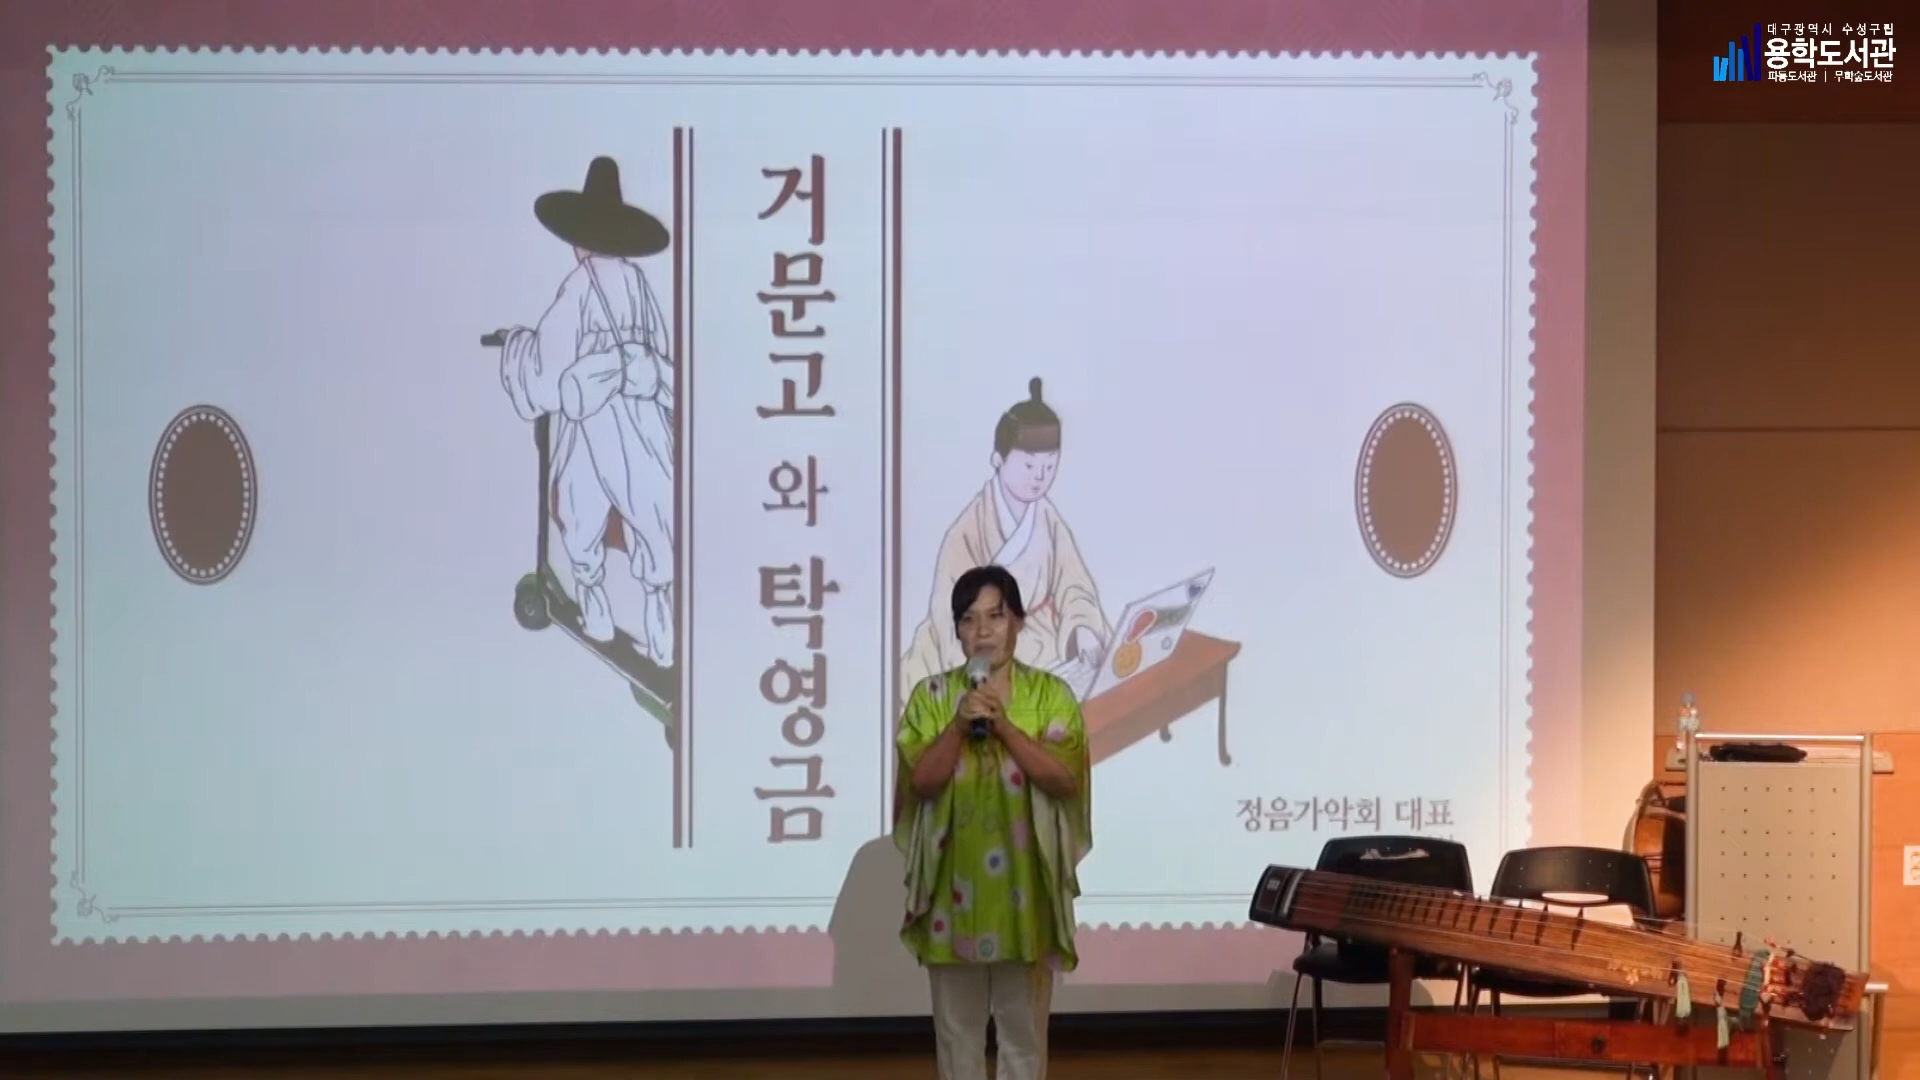 대구광역시 수성구립
용학도서관
파동도서관 | 무학숲도서관
거문고 와 탁영금
정음가악회 대표